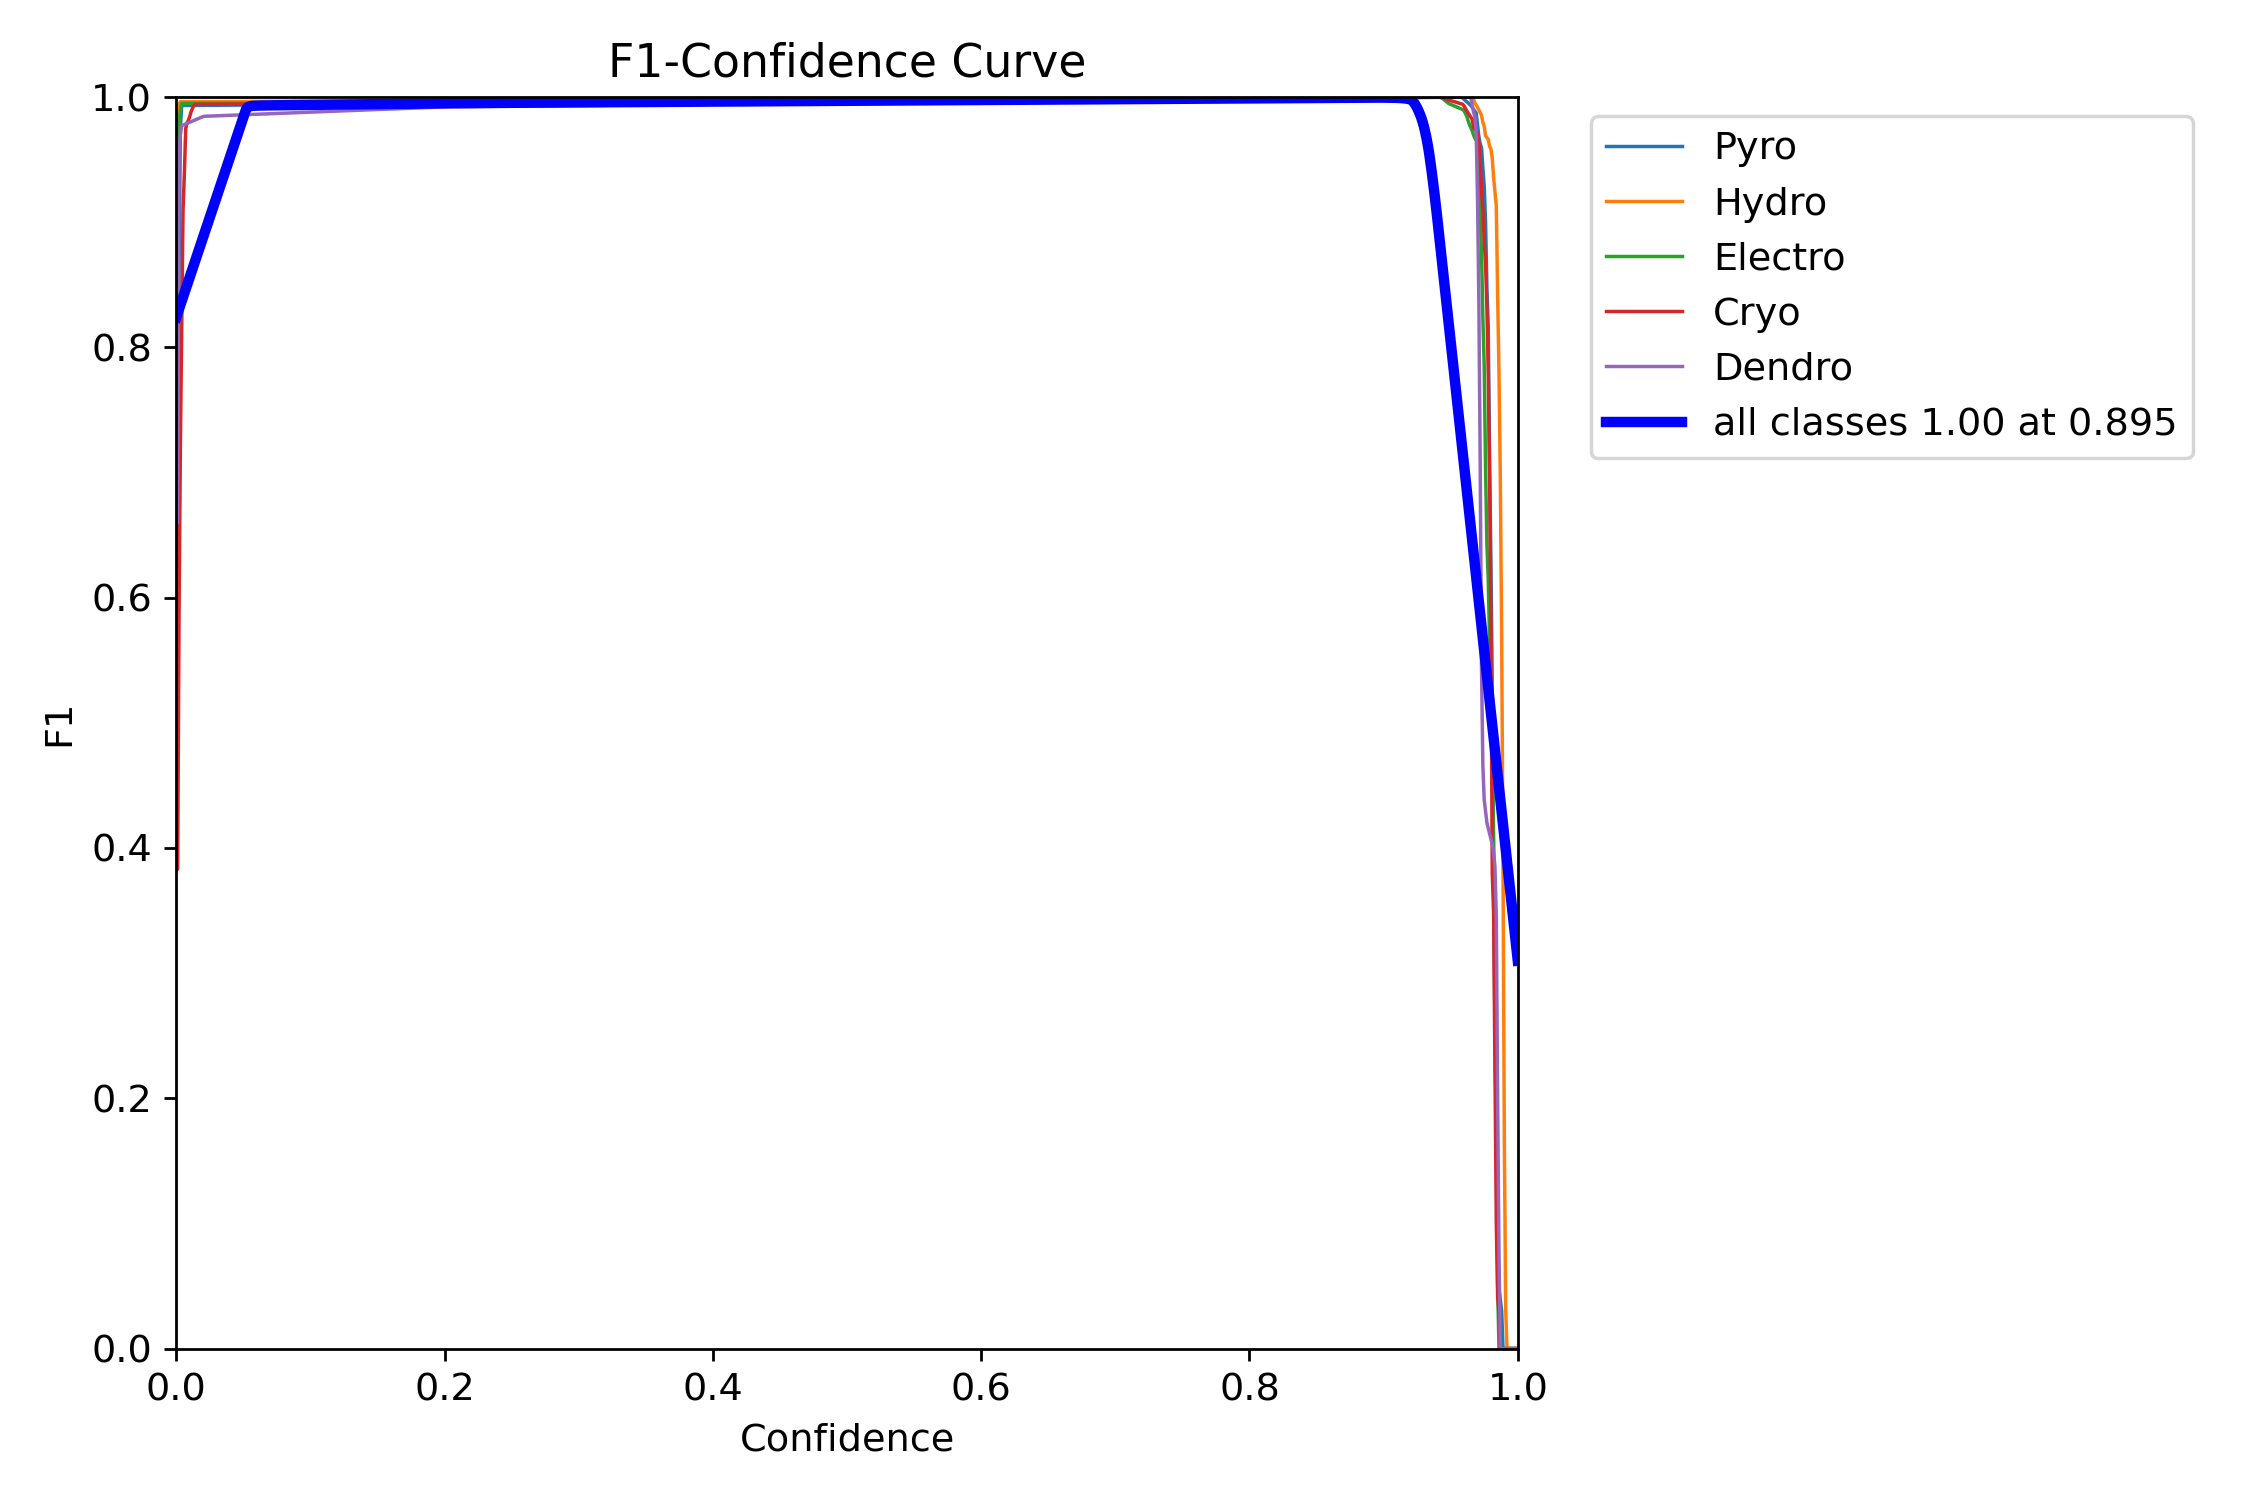 F1-Confidence Curve
1.0
0.8
0.6
0.4
0.2
0.0
F1
0.0 0.2 0.4 0.6 0.8 1.0
Confidence
Pyro
Hydro
Electro
Cryo
Dendro
all classes 1.00 at 0.895